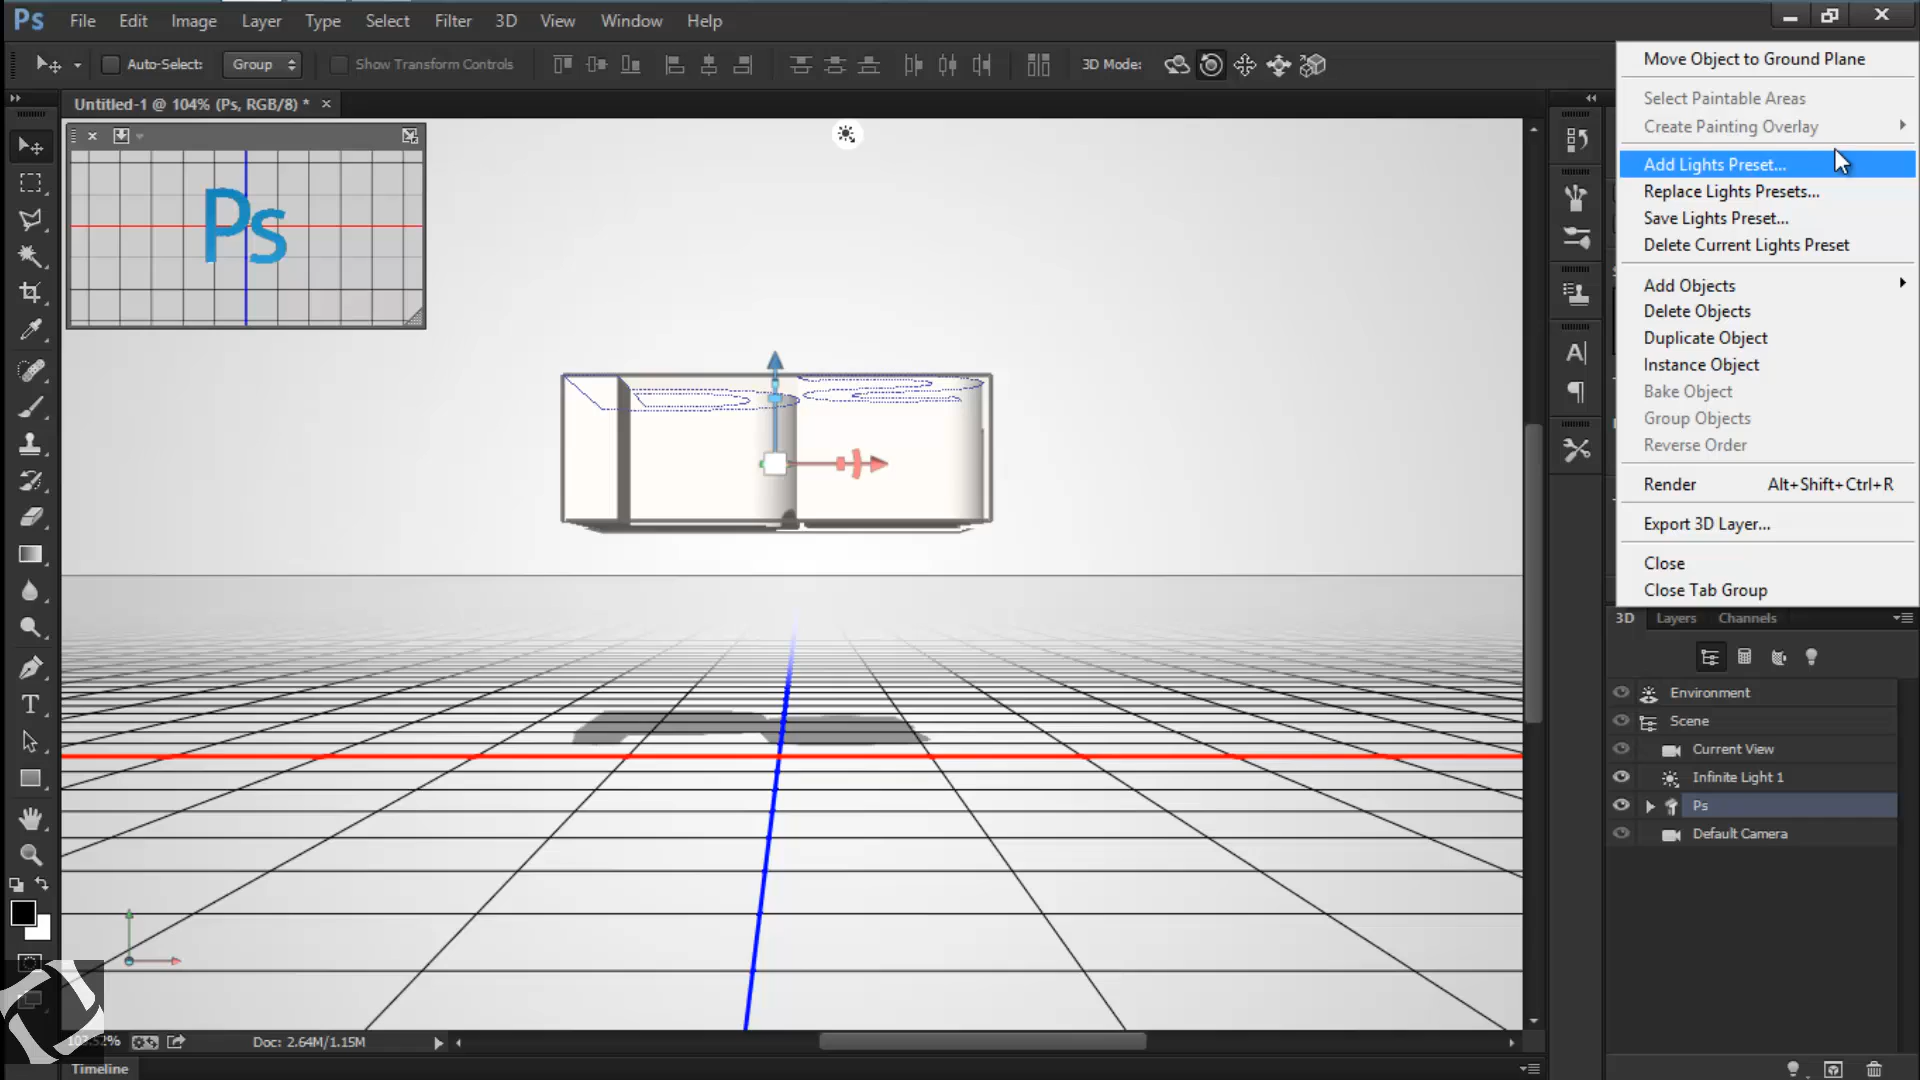 Ps File Edit Image Layer Type Select Filter 3D View Window Help
Auto-Select: Group Show Transform Controls 3D Mode:
Untitled-1 @ 104% (Ps, RGB/8) *
Ps
Move Object to Ground Plane
Select Paintable Areas
Create Painting Overlay
Add Lights Preset...
Replace Lights Presets...
Save Lights Preset...
Delete Current Lights Preset
Add Objects
Delete Objects
Duplicate Object
Instance Object
Bake Object
Group Objects
Reverse Order
Render Alt+Shift+Ctrl+R
Export 3D Layer...
Close
Close Tab Group
3D Layers Channels
Environment
Scene
Current View
Infinite Light 1
Ps
Default Camera
Doc: 2.64M/1.15M
Timeline